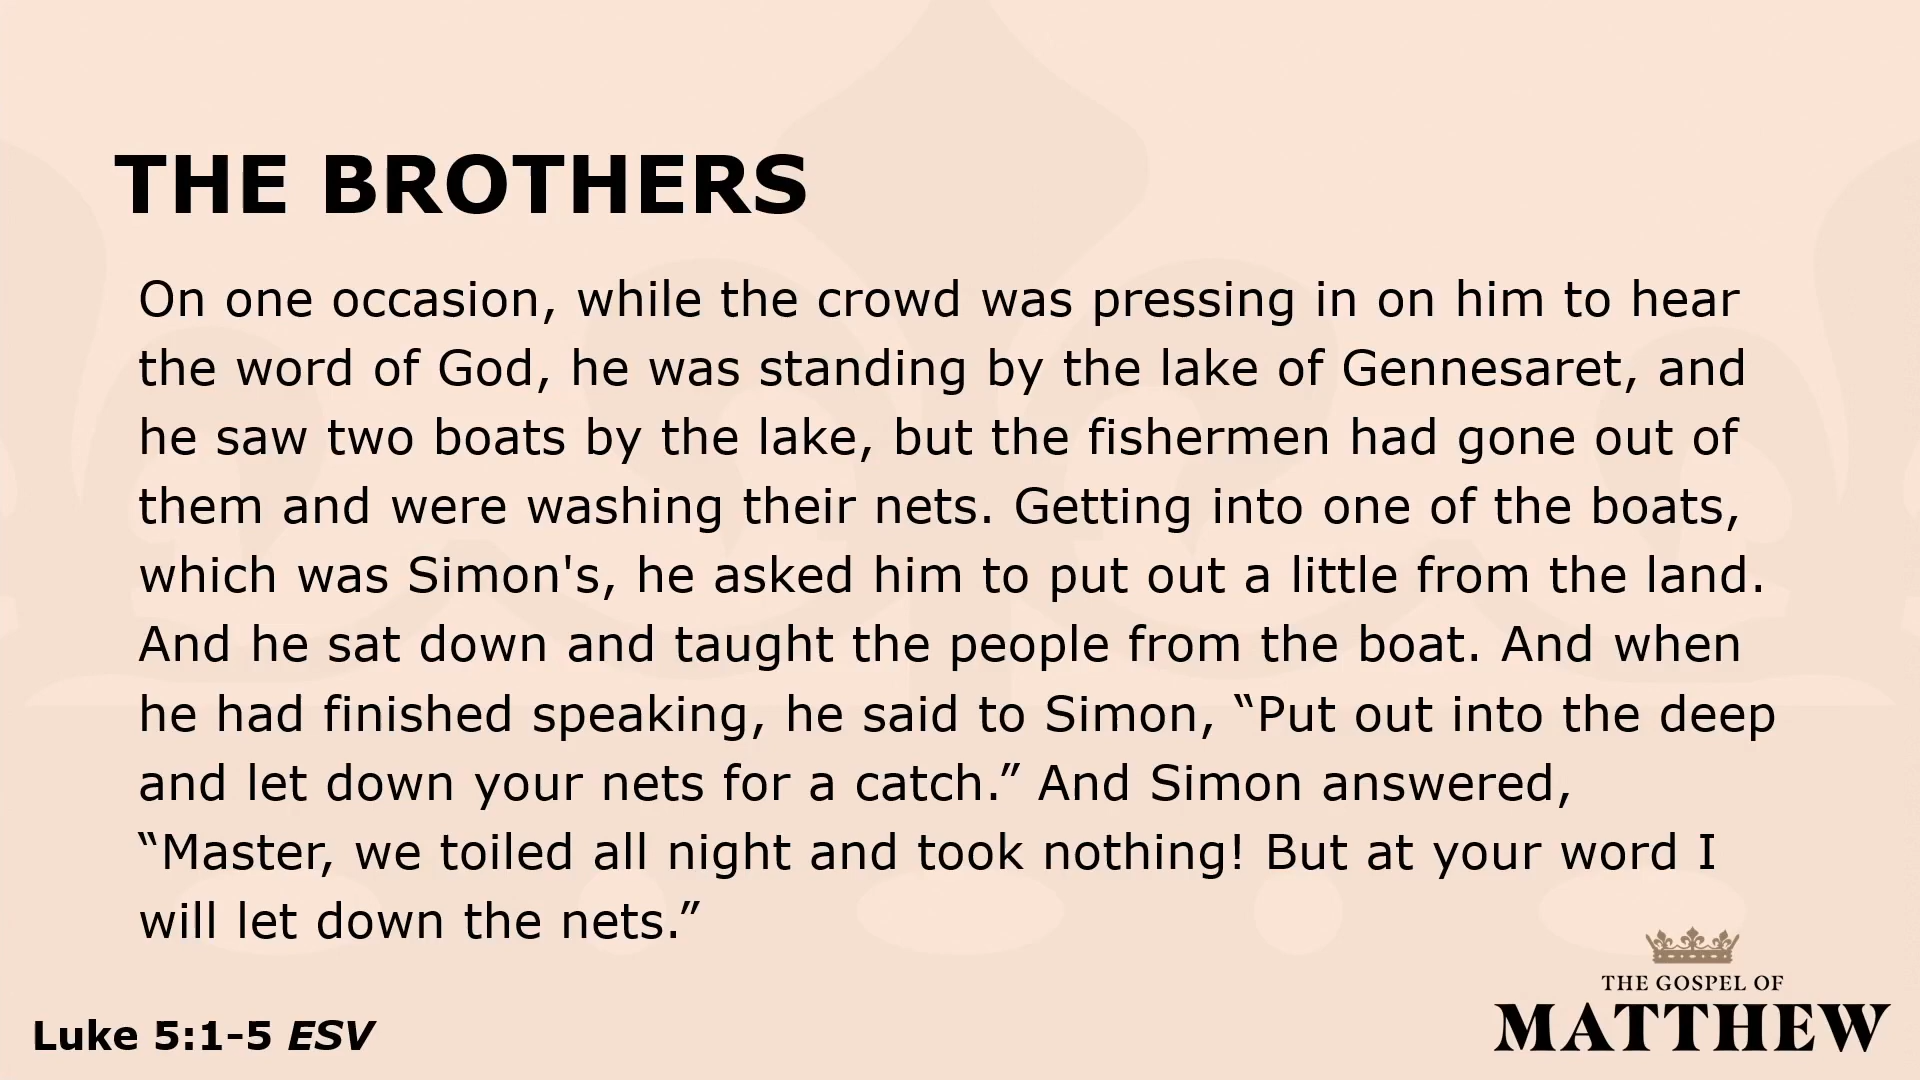 THE BROTHERS
On one occasion, while the crowd was pressing in on him to hear
the word of God, he was standing by the lake of Gennesaret, and
he saw two boats by the lake, but the fishermen had gone out of
them and were washing their nets. Getting into one of the boats,
which was Simon's, he asked him to put out a little from the land.
And he sat down and taught the people from the boat. And when
he had finished speaking, he said to Simon, “Put out into the deep
and let down your nets for a catch.” And Simon answered,
“Master, we toiled all night and took nothing! But at your word I
will let down the nets.”
Luke 5:1-5 ESV
THE GOSPEL OF
MATTHEW